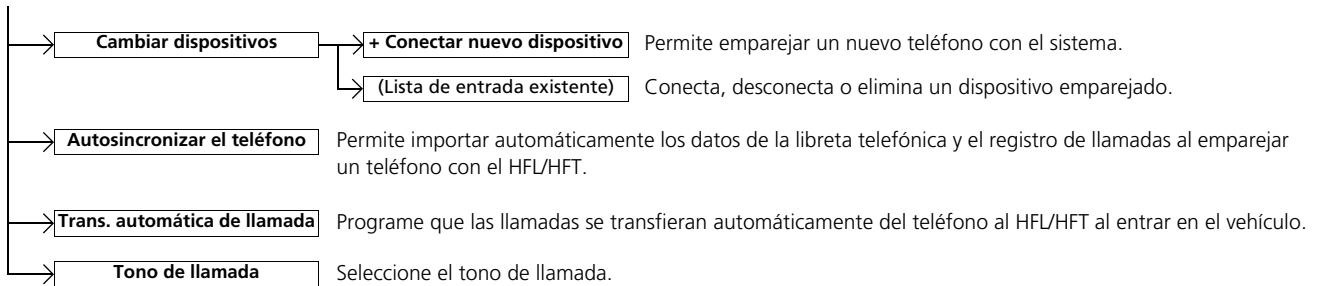 Cambiar dispositivos
+ Conectar nuevo dispositivo
Permite emparejar un nuevo teléfono con el sistema.
(Lista de entrada existente)
Conecta, desconecta o elimina un dispositivo emparejado.
Autosincronizar el teléfono
Permite importar automáticamente los datos de la libreta telefónica y el registro de llamadas al emparejar
un teléfono con el HFL/HFT.
Trans. automática de llamada
Programe que las llamadas se transfieran automáticamente del teléfono al HFL/HFT al entrar en el vehículo.
Tono de llamada
Seleccione el tono de llamada.